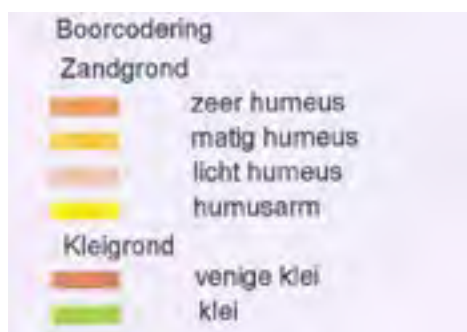 Boorcodering
Zandgrond
zeer humeus
matig humeus
licht humeus
humusarm
Kleigrond
venige klei
klei